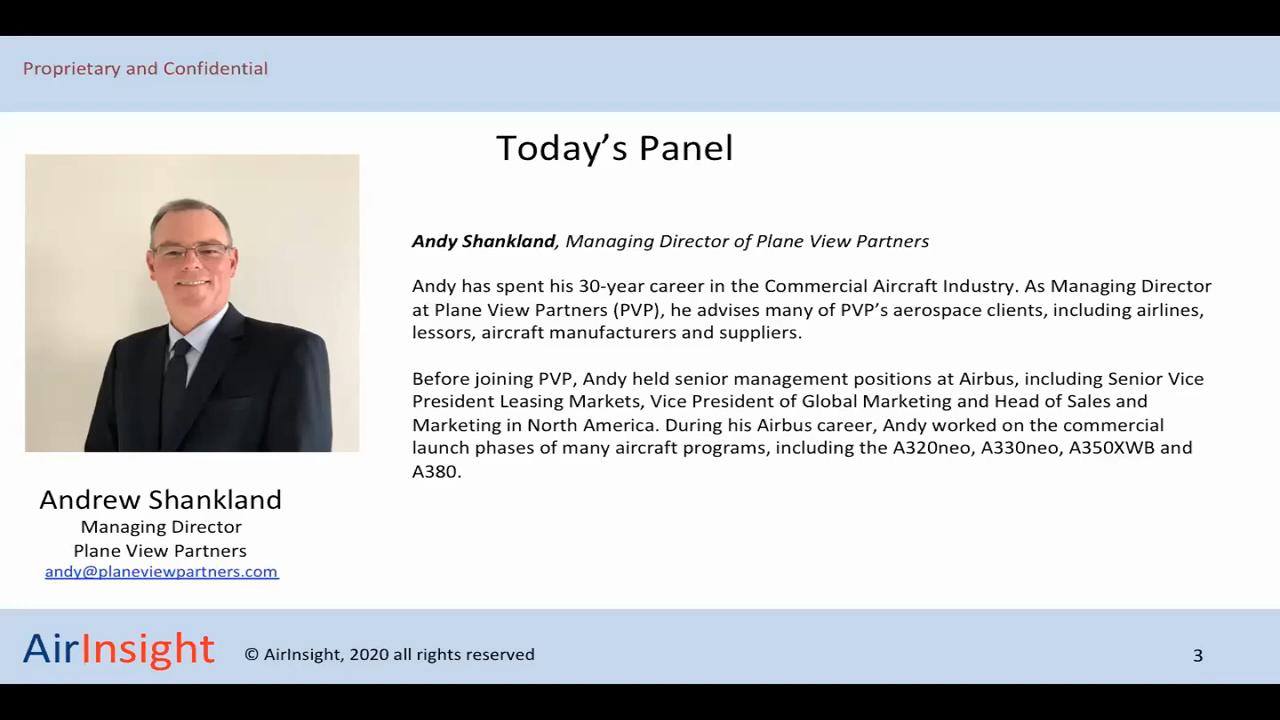 Proprietary and Confidential
Today’s Panel
Andy Shankland, Managing Director of Plane View Partners
Andy has spent his 30-year career in the Commercial Aircraft Industry. As Managing Director
at Plane View Partners (PVP), he advises many of PVP’s aerospace clients, including airlines,
lessors, aircraft manufacturers and suppliers.
Before joining PVP, Andy held senior management positions at Airbus, including Senior Vice
President Leasing Markets, Vice President of Global Marketing and Head of Sales and
Marketing in North America. During his Airbus career, Andy worked on the commercial
launch phases of many aircraft programs, including the A320neo, A330neo, A350XWB and
A380.
Andrew Shankland
Managing Director
Plane View Partners
andy@planeviewpartners.com
AirInsight
© AirInsight, 2020 all rights reserved
3